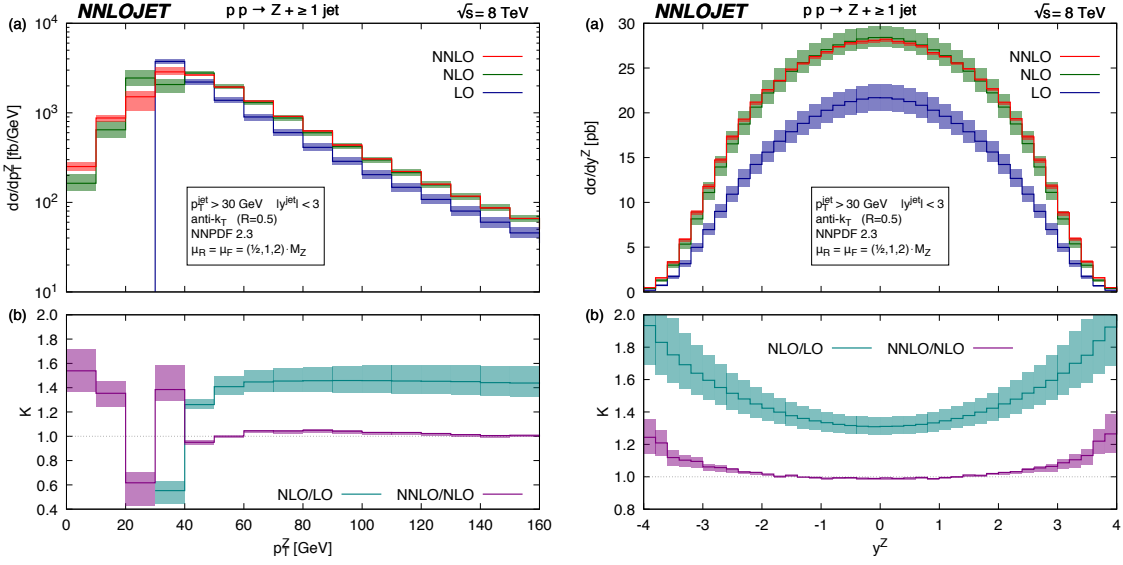 NNLOJET p p → Z + ≥ 1 jet √s = 8 TeV
(a)
NNLO
NLO
LO
dσ/dp_T^Z [fb/GeV]
10^4
10^3
10^2
10^1
p_T^jet > 30 GeV |y^jet| < 3
anti-k_T (R=0.5)
NNPDF 2.3
μ_R = μ_F = (½,1,2) · M_Z
(b)
K
2.0
1.8
1.6
1.4
1.2
1.0
0.8
0.6
0.4
NLO/LO NNLO/NLO
0 20 40 60 80 100 120 140 160
p_T^Z [GeV]
NNLOJET p p → Z + ≥ 1 jet √s = 8 TeV
(a)
NNLO
NLO
LO
dσ/dy^Z [pb]
30
25
20
15
10
5
0
p_T^jet > 30 GeV |y^jet| < 3
anti-k_T (R=0.5)
NNPDF 2.3
μ_R = μ_F = (½,1,2) · M_Z
(b)
K
2.0
1.8
1.6
1.4
1.2
1.0
0.8
NLO/LO NNLO/NLO
-4 -3 -2 -1 0 1 2 3 4
y^Z